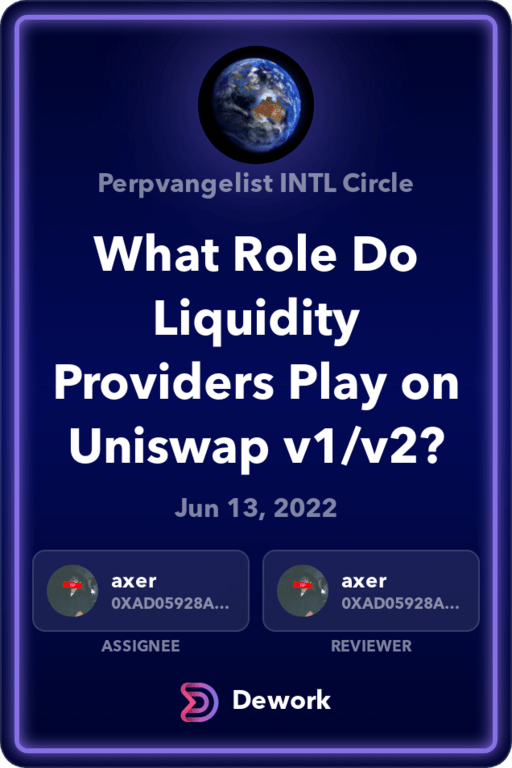 Perpvangelist INTL Circle
What Role Do
Liquidity
Providers Play on
Uniswap v1/v2?
Jun 13, 2022
axer
0XAD05928A...
axer
0XAD05928A...
ASSIGNEE
REVIEWER
Dework